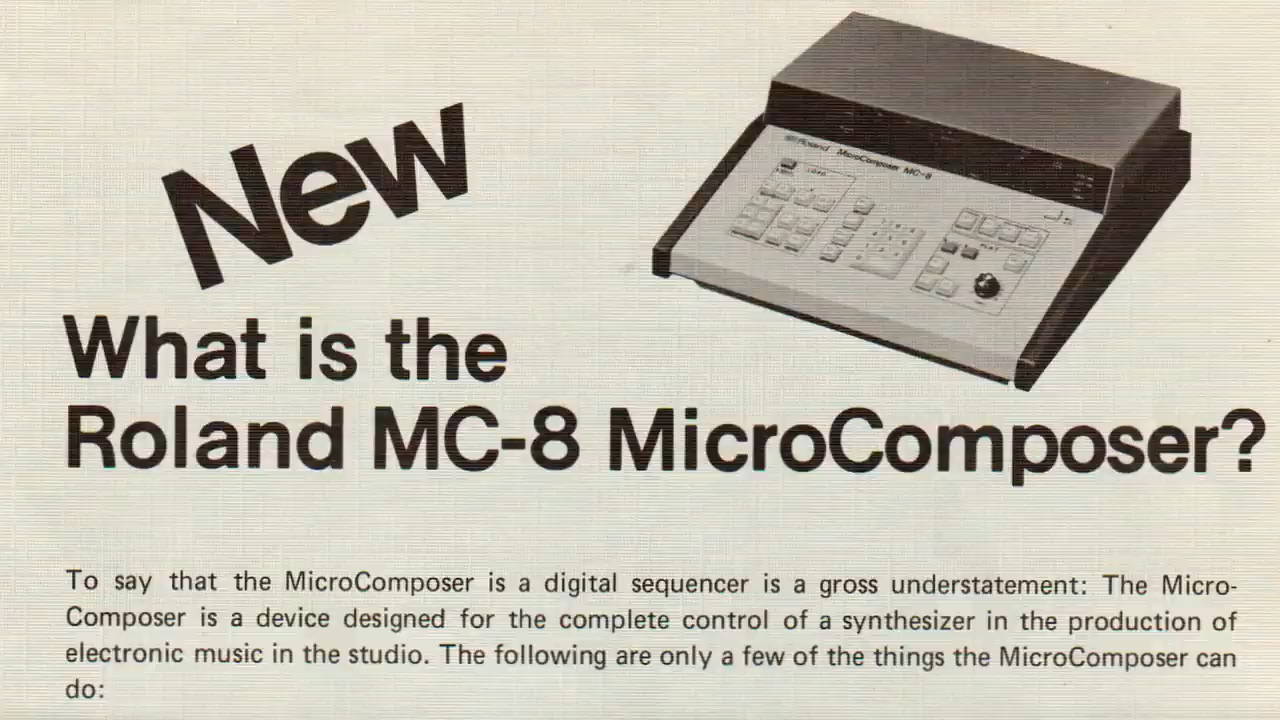 New
Roland MicroComposer MC-8
What is the
Roland MC-8 MicroComposer?
To say that the MicroComposer is a digital sequencer is a gross understatement: The Micro-
Composer is a device designed for the complete control of a synthesizer in the production of
electronic music in the studio. The following are only a few of the things the MicroComposer can
do: